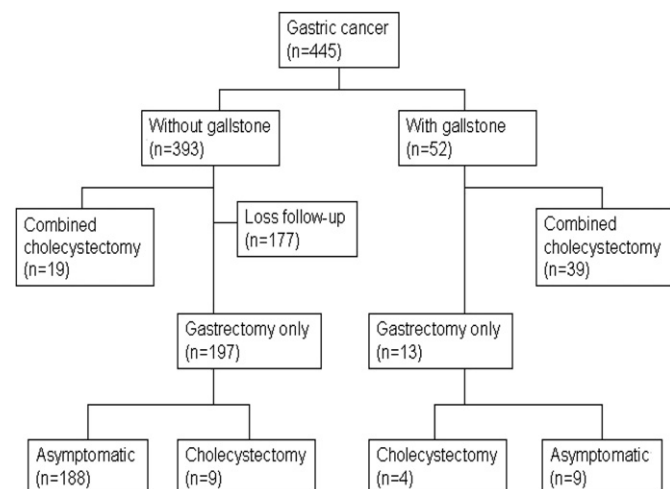 Gastric cancer
(n=445)
Without gallstone
(n=393)
With gallstone
(n=52)
Combined
cholecystectomy
(n=19)
Loss follow-up
(n=177)
Combined
cholecystectomy
(n=39)
Gastrectomy only
(n=197)
Gastrectomy only
(n=13)
Asymptomatic
(n=188)
Cholecystectomy
(n=9)
Cholecystectomy
(n=4)
Asymptomatic
(n=9)